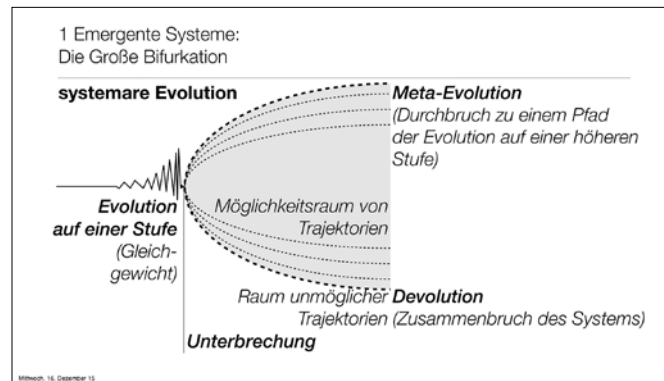 1 Emergente Systeme:
Die Große Bifurkation
systemare Evolution
Meta-Evolution
(Durchbruch zu einem Pfad
der Evolution auf einer höheren
Stufe)
Evolution
auf einer Stufe
(Gleich-
gewicht)
Möglichkeitsraum von
Trajektorien
Raum unmöglicher
Trajektorien
Devolution
(Zusammenbruch des Systems)
Unterbrechung
Mittwoch, 16. Dezember 15